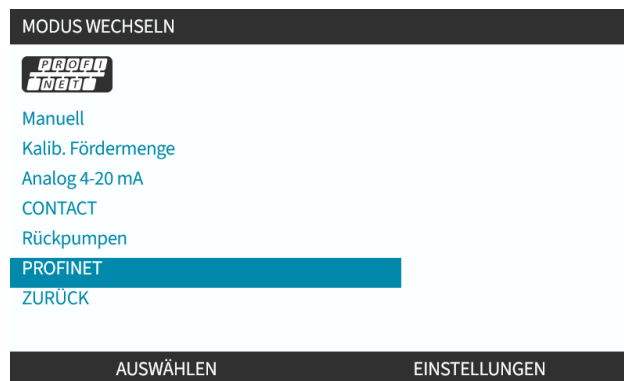 MODUS WECHSELN
PROFI
NET
Manuell
Kalib. Fördermenge
Analog 4-20 mA
CONTACT
Rückpumpen
PROFINET
ZURÜCK
AUSWÄHLEN EINSTELLUNGEN